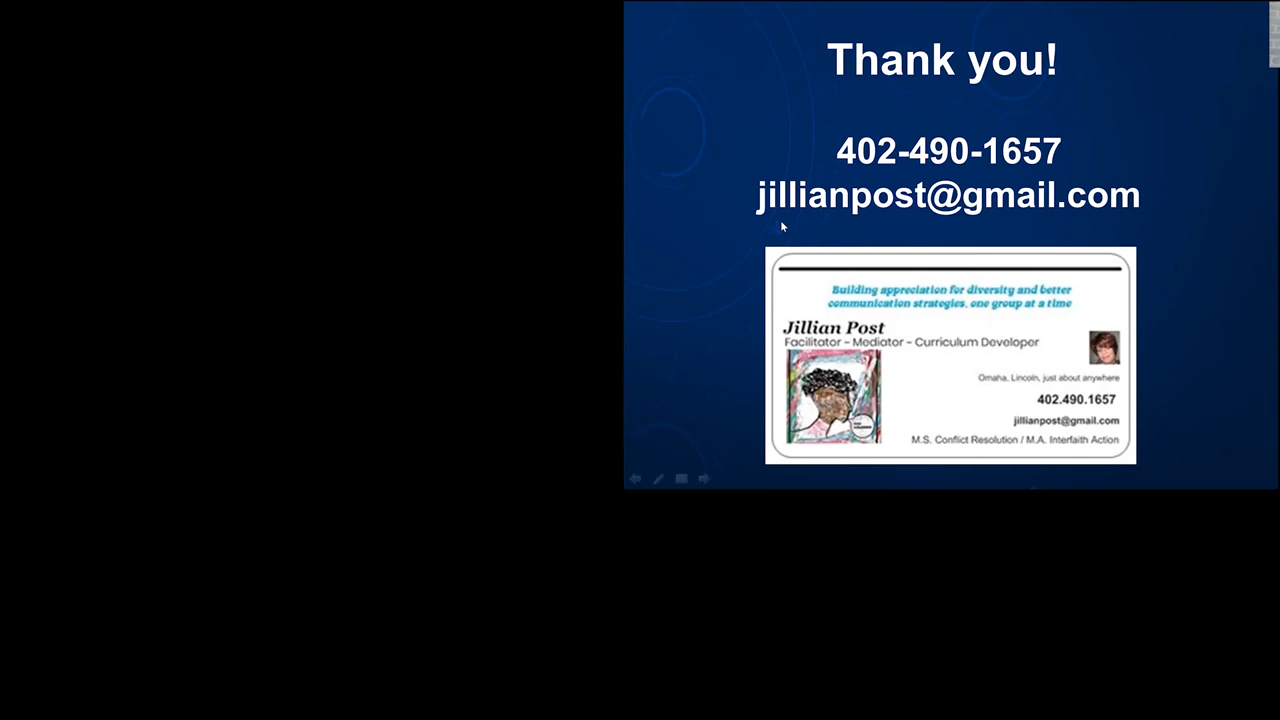 Thank you!
402-490-1657
jillianpost@gmail.com
Building appreciation for diversity and better
communication strategies, one group at a time
Jillian Post
Facilitator - Mediator - Curriculum Developer
Omaha, Lincoln, just about anywhere
402.490.1657
jillianpost@gmail.com
M.S. Conflict Resolution / M.A. Interfaith Action